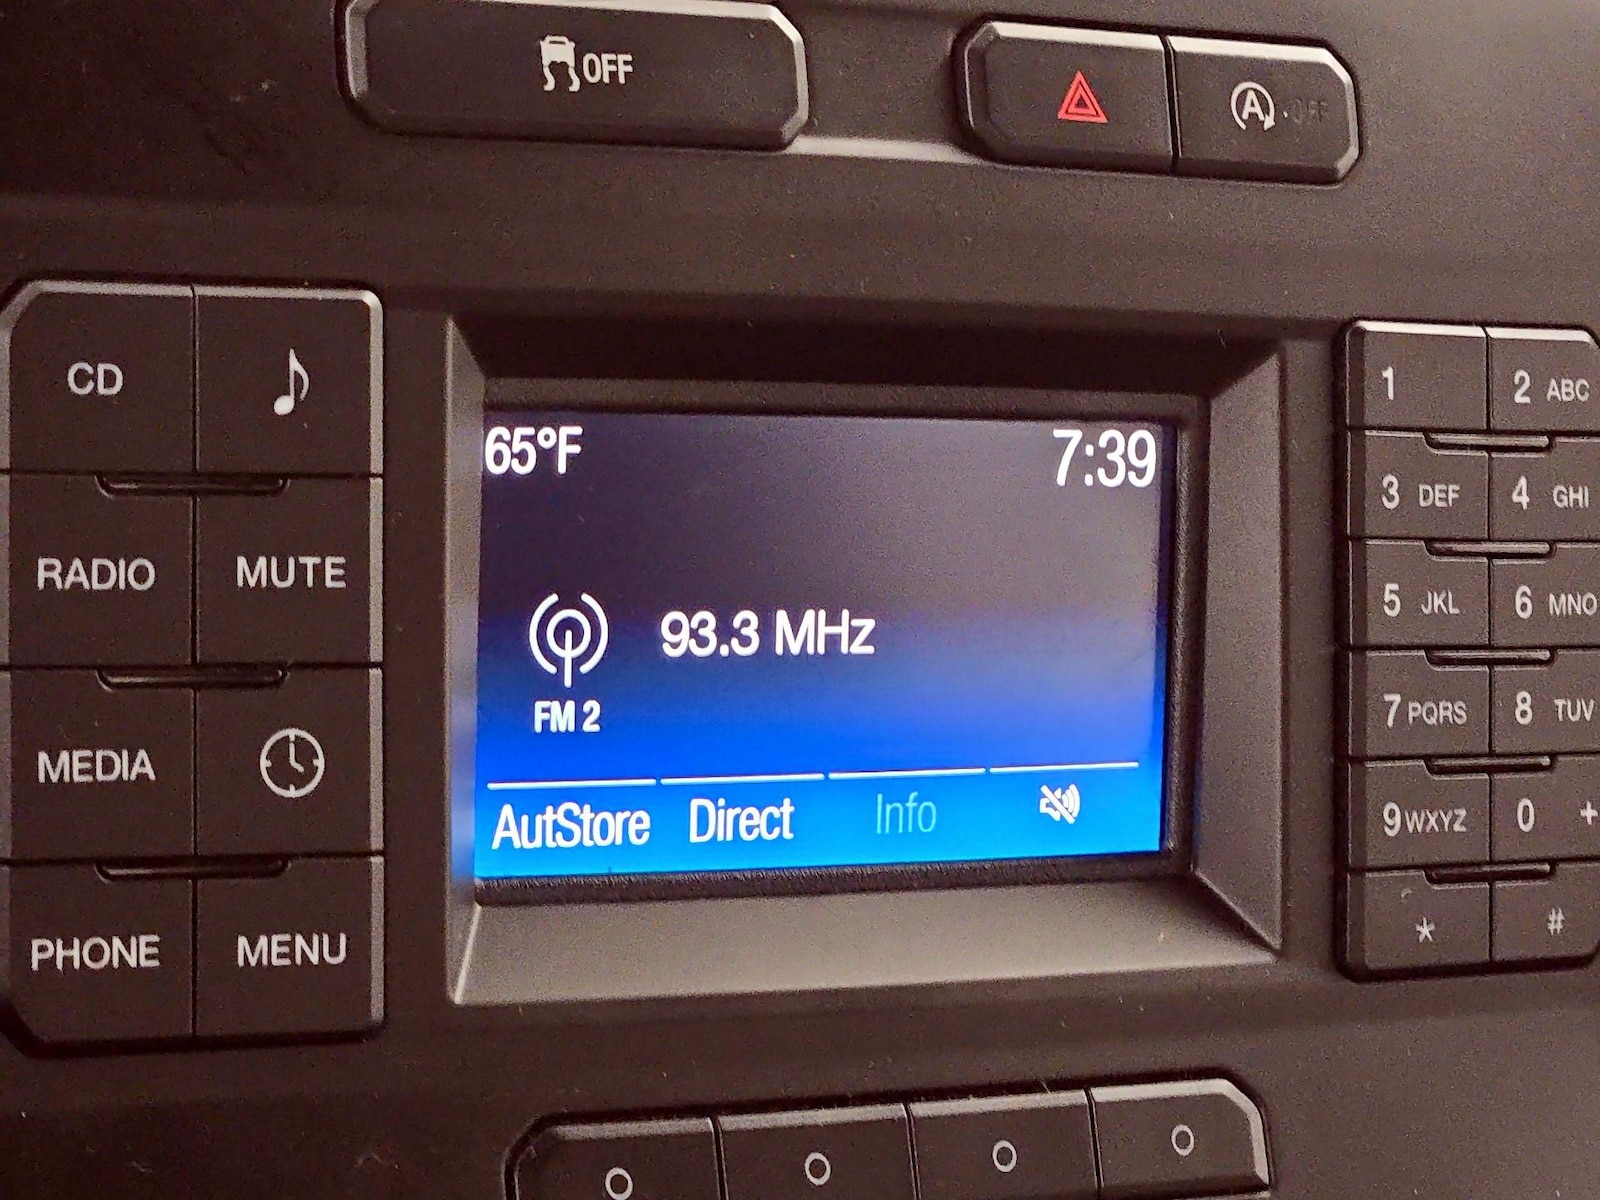 OFF
A OFF
65°F 7:39
93.3 MHz
FM 2
AutStore Direct Info
CD
RADIO MUTE
MEDIA
PHONE MENU
1 2 ABC
3 DEF 4 GHI
5 JKL 6 MNO
7 PQRS 8 TUV
9 WXYZ 0 +
* #